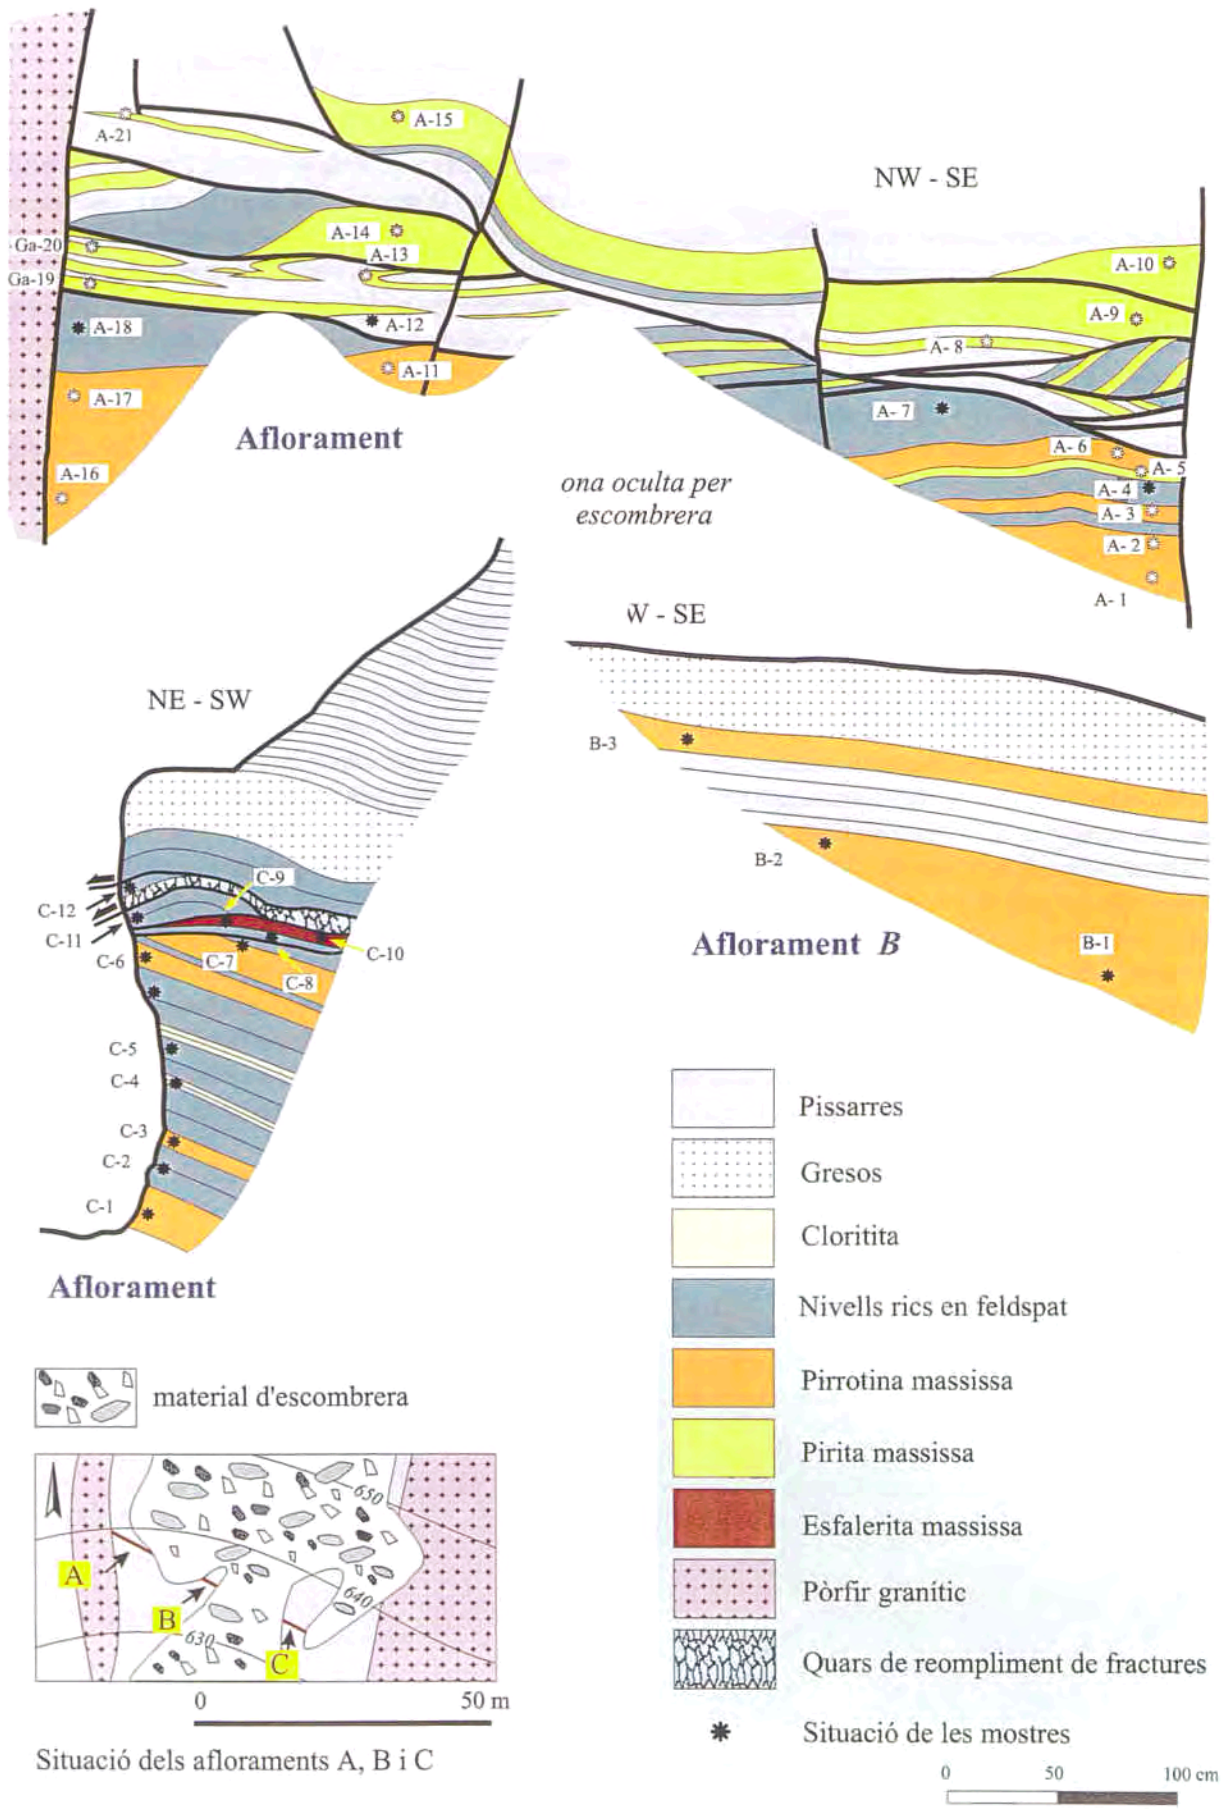 A-15
A-21
NW - SE
A-14
A-13
Ga-20
Ga-19
A-10
A-9
A-18
A-12
A- 8
A-11
A-17
A- 7
Aflorament
A- 6
A- 5
A-16
A- 4
ona oculta per
escombrera
A- 3
A- 2
A- 1
W - SE
NE - SW
B-3
B-2
C-9
C-12
C-11
C-6
C-7
C-10
C-8
Aflorament B
B-1
C-5
C-4
C-3
C-2
C-1
Aflorament
Pissarres
Gresos
Cloritita
Nivells rics en feldspat
Pirrotina massissa
Pirita massissa
Esfalerita massissa
Pòrfir granític
Quars de reompliment de fractures
Situació de les mostres
0 50 100 cm
material d'escombrera
650
A
640
B
630
C
0 50 m
Situació dels afloraments A, B i C